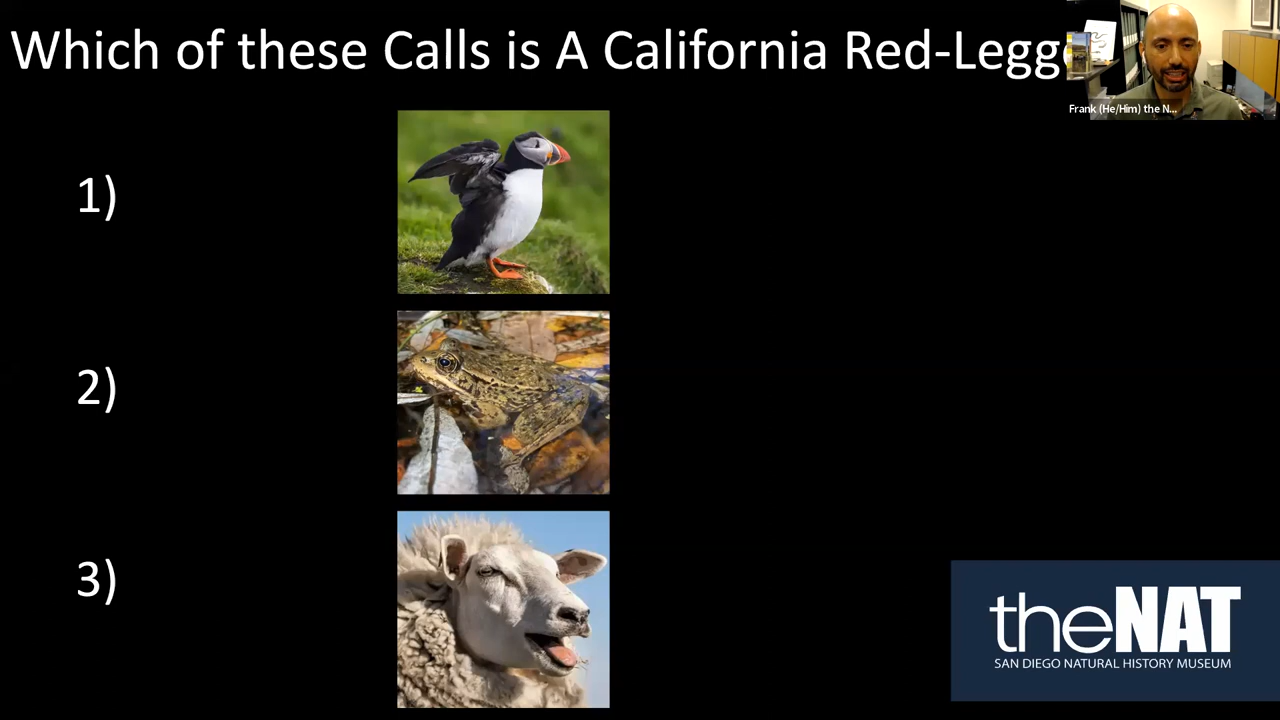 Which of these Calls is A California Red-Legg
Frank (He/Him) the N...
1)
2)
3)
theNAT
SAN DIEGO NATURAL HISTORY MUSEUM